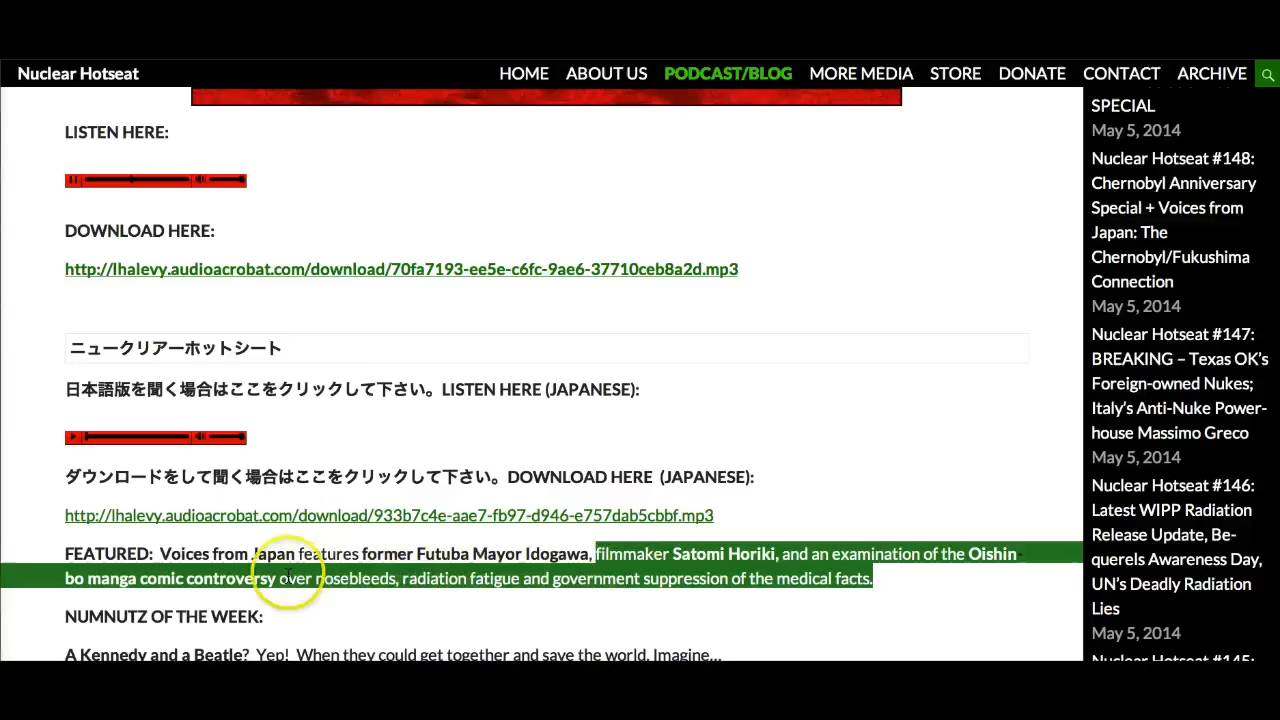 Nuclear Hotseat
HOME ABOUT US PODCAST/BLOG MORE MEDIA STORE DONATE CONTACT ARCHIVE
LISTEN HERE:
DOWNLOAD HERE:
http://lhalevy.audioacrobat.com/download/70fa7193-ee5e-c6fc-9ae6-37710ceb8a2d.mp3
ニュークリアーホットシート
日本語版を聞く場合はここをクリックして下さい。LISTEN HERE (JAPANESE):
ダウンロードをして聞く場合はここをクリックして下さい。DOWNLOAD HERE (JAPANESE):
http://lhalevy.audioacrobat.com/download/933b7c4e-aae7-fb97-d946-e757dab5cbbf.mp3
FEATURED: Voices from Japan features former Futuba Mayor Idogawa, filmmaker Satomi Horiki, and an examination of the Oishin-
bo manga comic controversy over nosebleeds, radiation fatigue and government suppression of the medical facts.
NUMNUTZ OF THE WEEK:
A Kennedy and a Beatle? Yep! When they could get together and save the world. Imagine...
SPECIAL
May 5, 2014
Nuclear Hotseat #148:
Chernobyl Anniversary
Special + Voices from
Japan: The
Chernobyl/Fukushima
Connection
May 5, 2014
Nuclear Hotseat #147:
BREAKING – Texas OK's
Foreign-owned Nukes;
Italy's Anti-Nuke Power-
house Massimo Greco
May 5, 2014
Nuclear Hotseat #146:
Latest WIPP Radiation
Release Update, Be-
querels Awareness Day,
UN's Deadly Radiation
Lies
May 5, 2014
Nuclear Hotseat #145: